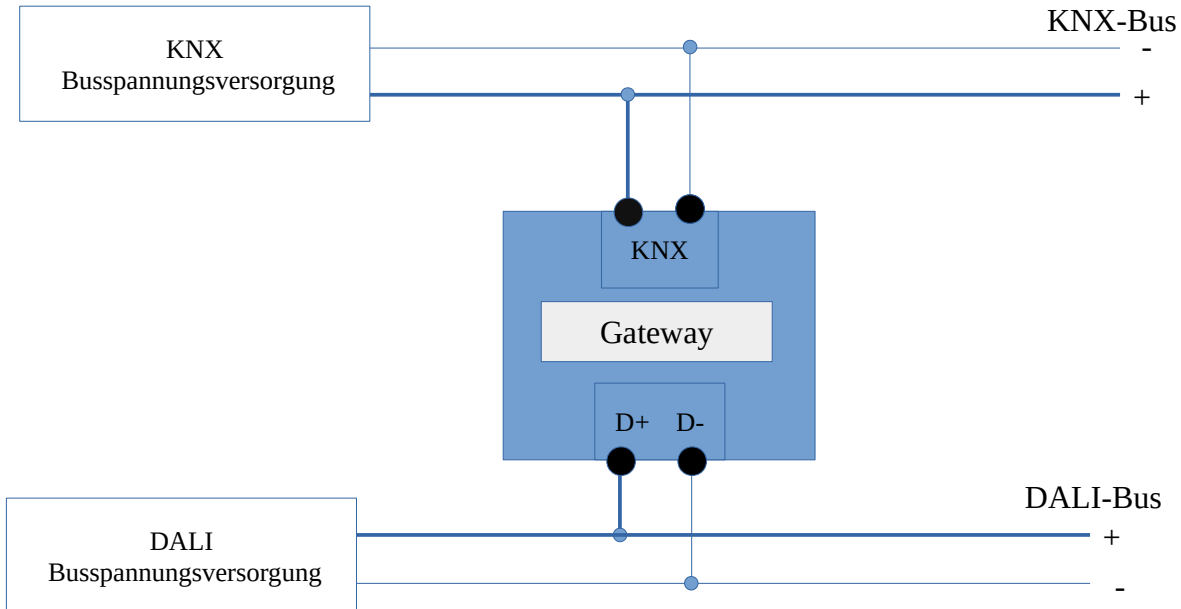 KNX-Bus
KNX
Busspannungsversorgung
-
+
KNX
Gateway
D+ D-
DALI-Bus
DALI
Busspannungsversorgung
+
-